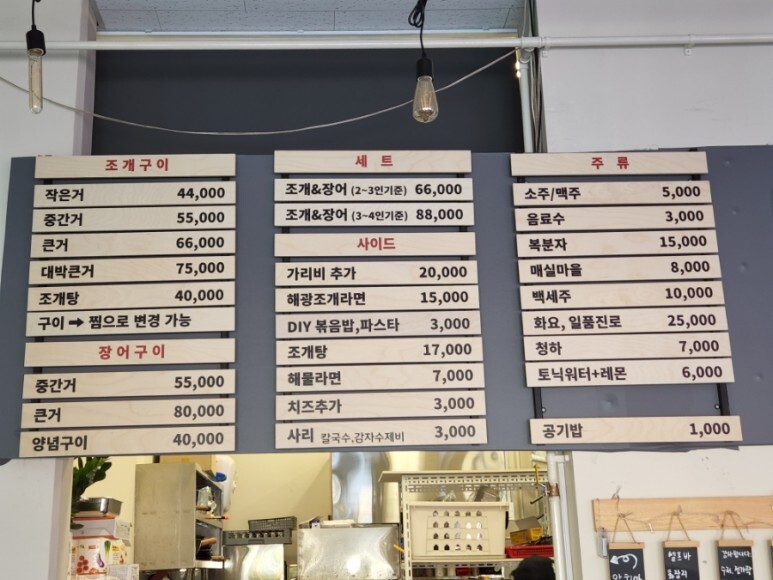 조개구이
작은거 44,000
중간거 55,000
큰거 66,000
대박큰거 75,000
조개탕 40,000
구이 ➡ 찜으로 변경 가능
장어구이
중간거 55,000
큰거 80,000
양념구이 40,000
세 트
조개&장어 (2~3인기준) 66,000
조개&장어 (3~4인기준) 88,000
사이드
가리비 추가 20,000
해광조개라면 15,000
DIY 볶음밥,파스타 3,000
조개탕 17,000
해물라면 7,000
치즈추가 3,000
사리 칼국수,감자수제비 3,000
주 류
소주/맥주 5,000
음료수 3,000
복분자 15,000
매실마을 8,000
백세주 10,000
화요, 일품진로 25,000
청하 7,000
토닉워터+레몬 6,000
공기밥 1,000
셀프바